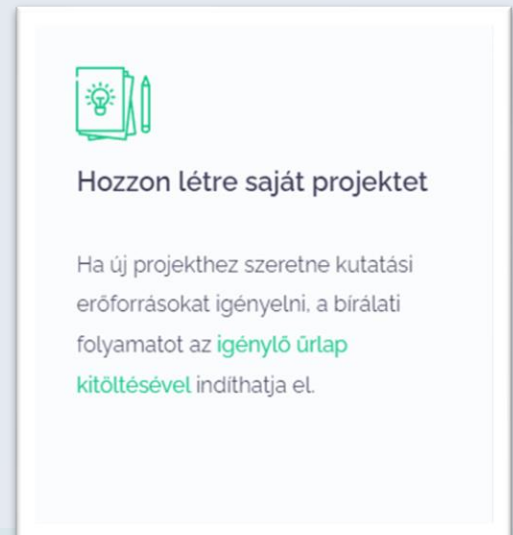 Hozzon létre saját projektet
Ha új projekthez szeretne kutatási
erőforrásokat igényelni, a bírálati
folyamatot az igénylő űrlap
kitöltésével indíthatja el.